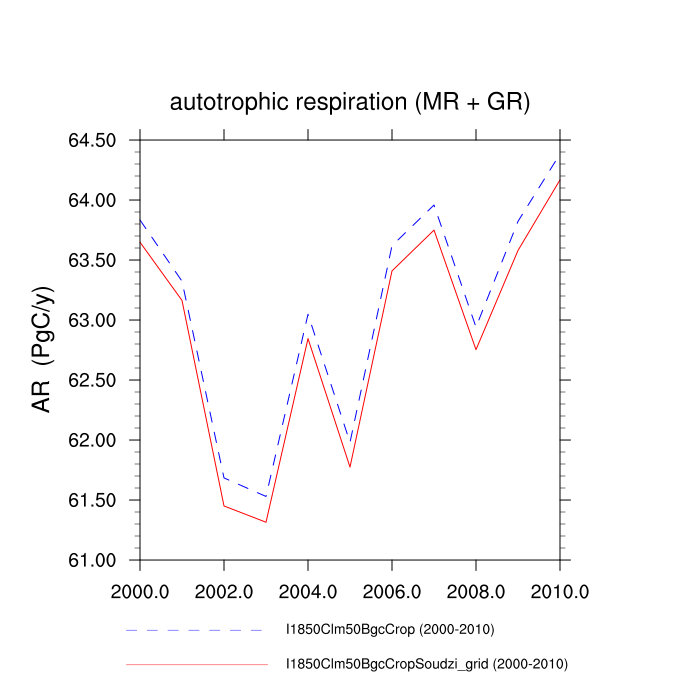 autotrophic respiration (MR + GR)
64.50
64.00
63.50
63.00
62.50
62.00
61.50
61.00
AR (PgC/y)
2000.0 2002.0 2004.0 2006.0 2008.0 2010.0
I1850Clm50BgcCrop (2000-2010)
I1850Clm50BgcCropSoudzi_grid (2000-2010)